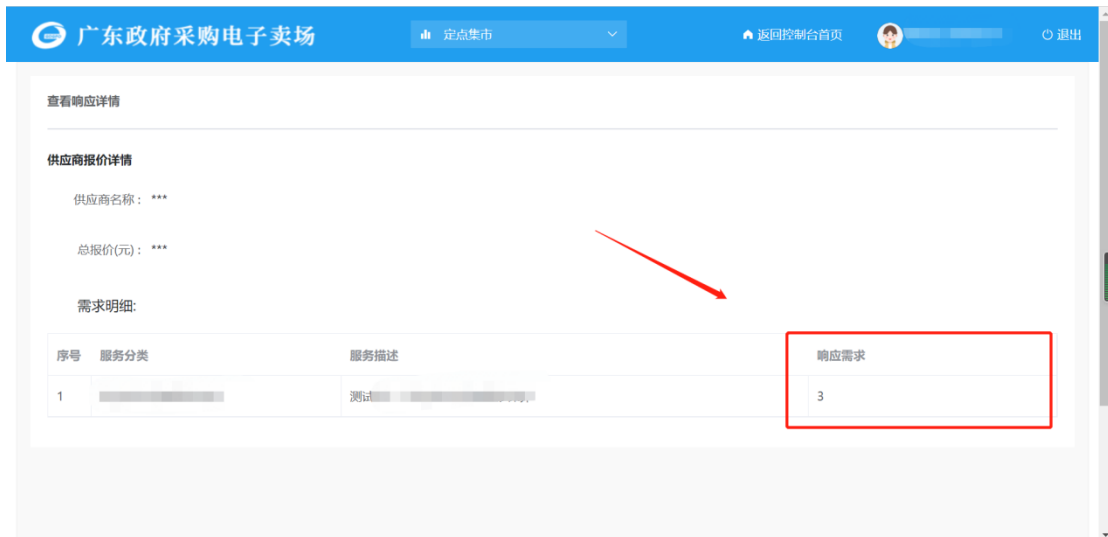 广东政府采购电子卖场 定点集市 返回控制台首页 退出
查看响应详情
供应商报价详情
供应商名称： ***
总报价(元)： ***
需求明细:
序号 服务分类 服务描述 响应需求
1 测试 3